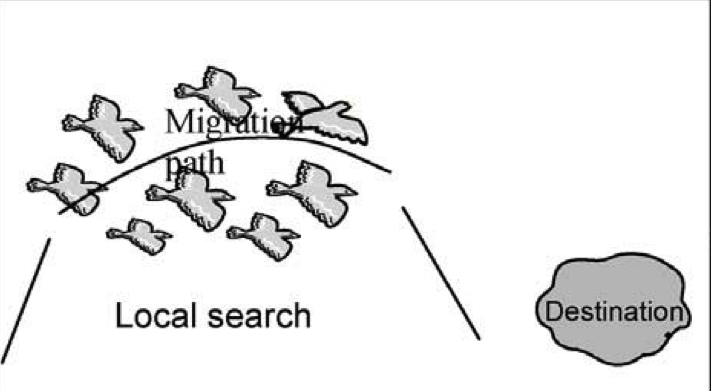 Migration
path
Local search
Destination